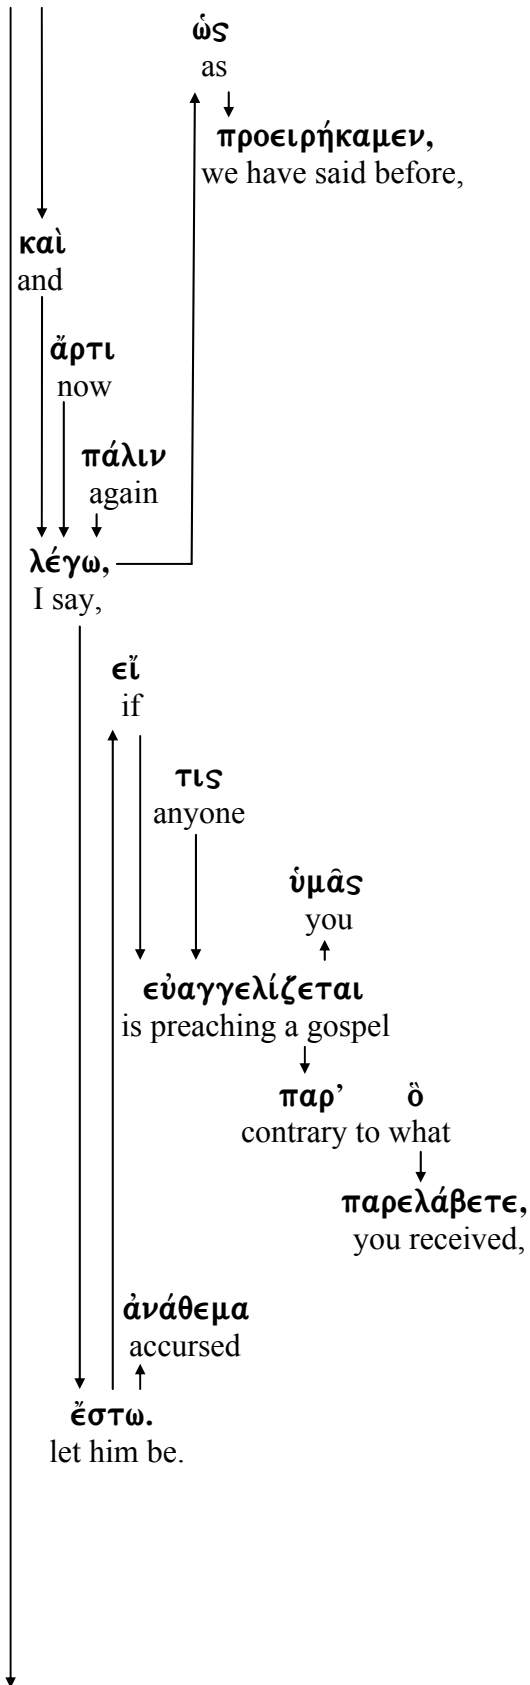 ὡς
as
προειρήκαμεν,
we have said before,
καὶ
and
ἄρτι
now
πάλιν
again
λέγω,
I say,
εἴ
if
τις
anyone
ὑμᾶς
you
εὐαγγελίζεται
is preaching a gospel
παρ’ ὃ
contrary to what
παρελάβετε,
you received,
ἀνάθεμα
accursed
ἔστω.
let him be.